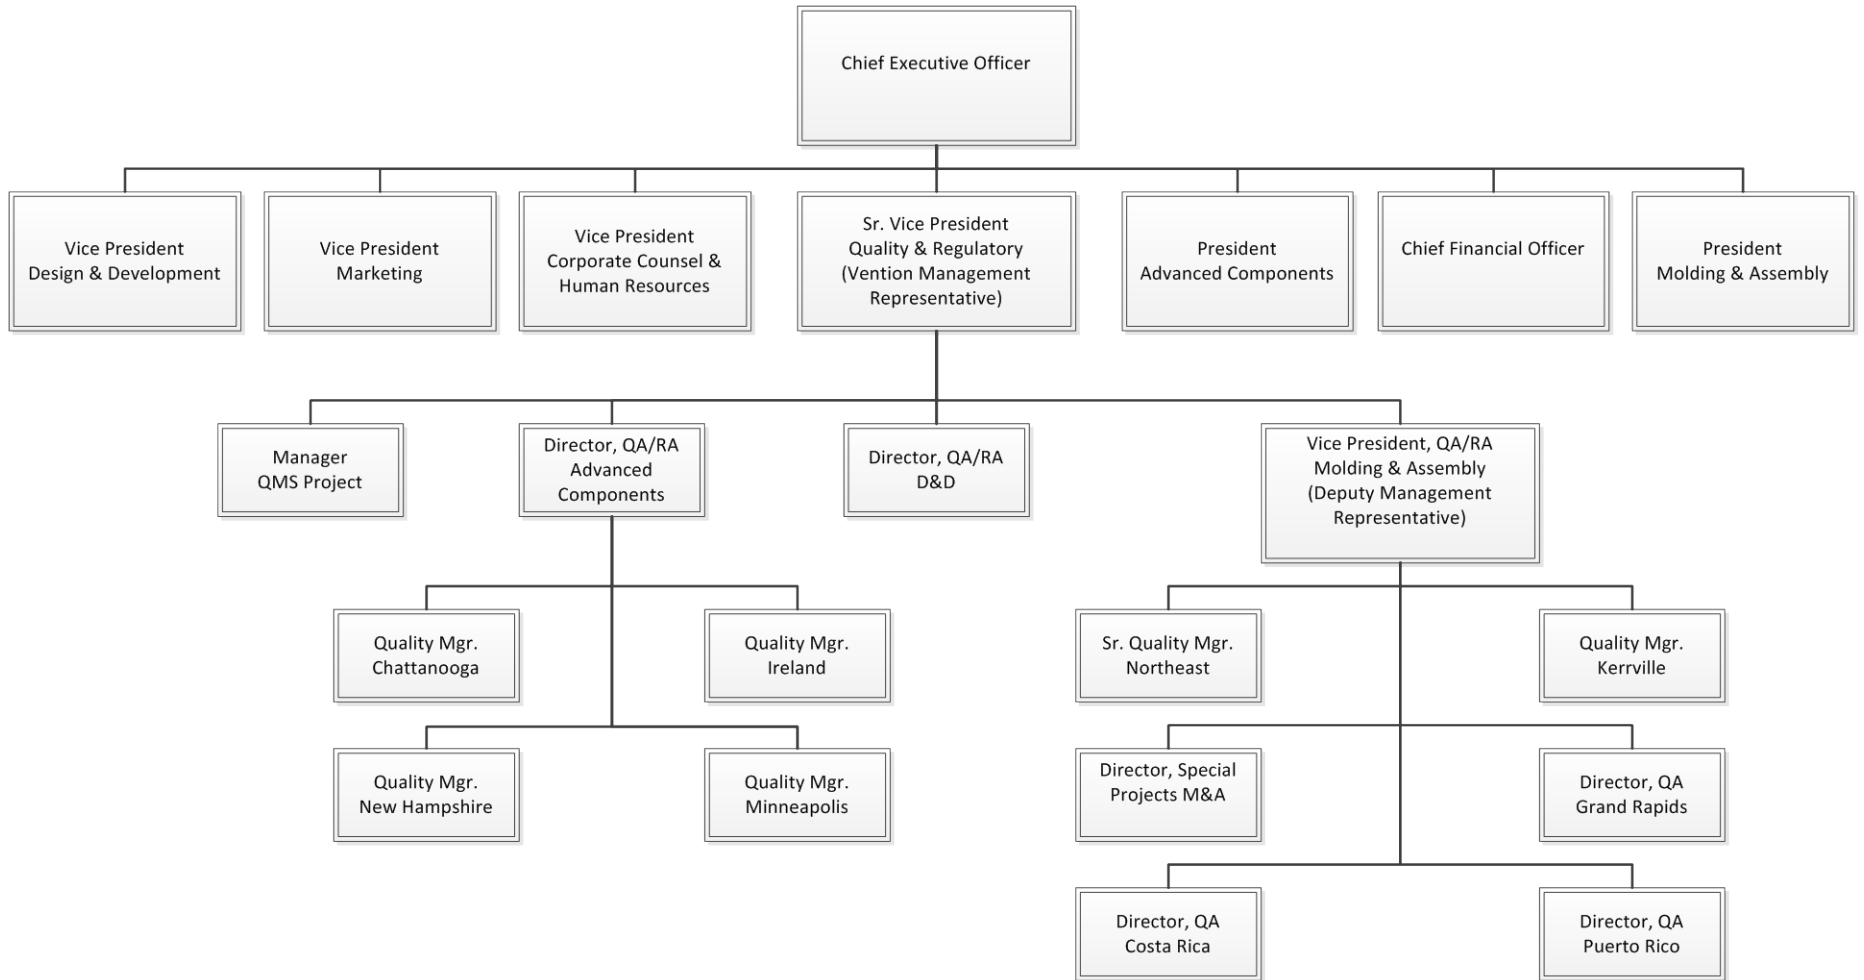 Chief Executive Officer
Vice President
Design & Development
Vice President
Marketing
Vice President
Corporate Counsel &
Human Resources
Sr. Vice President
Quality & Regulatory
(Vention Management
Representative)
President
Advanced Components
Chief Financial Officer
President
Molding & Assembly
Manager
QMS Project
Director, QA/RA
Advanced
Components
Director, QA/RA
D&D
Vice President, QA/RA
Molding & Assembly
(Deputy Management
Representative)
Quality Mgr.
Chattanooga
Quality Mgr.
Ireland
Sr. Quality Mgr.
Northeast
Quality Mgr.
Kerrville
Quality Mgr.
New Hampshire
Quality Mgr.
Minneapolis
Director, Special
Projects M&A
Director, QA
Grand Rapids
Director, QA
Costa Rica
Director, QA
Puerto Rico